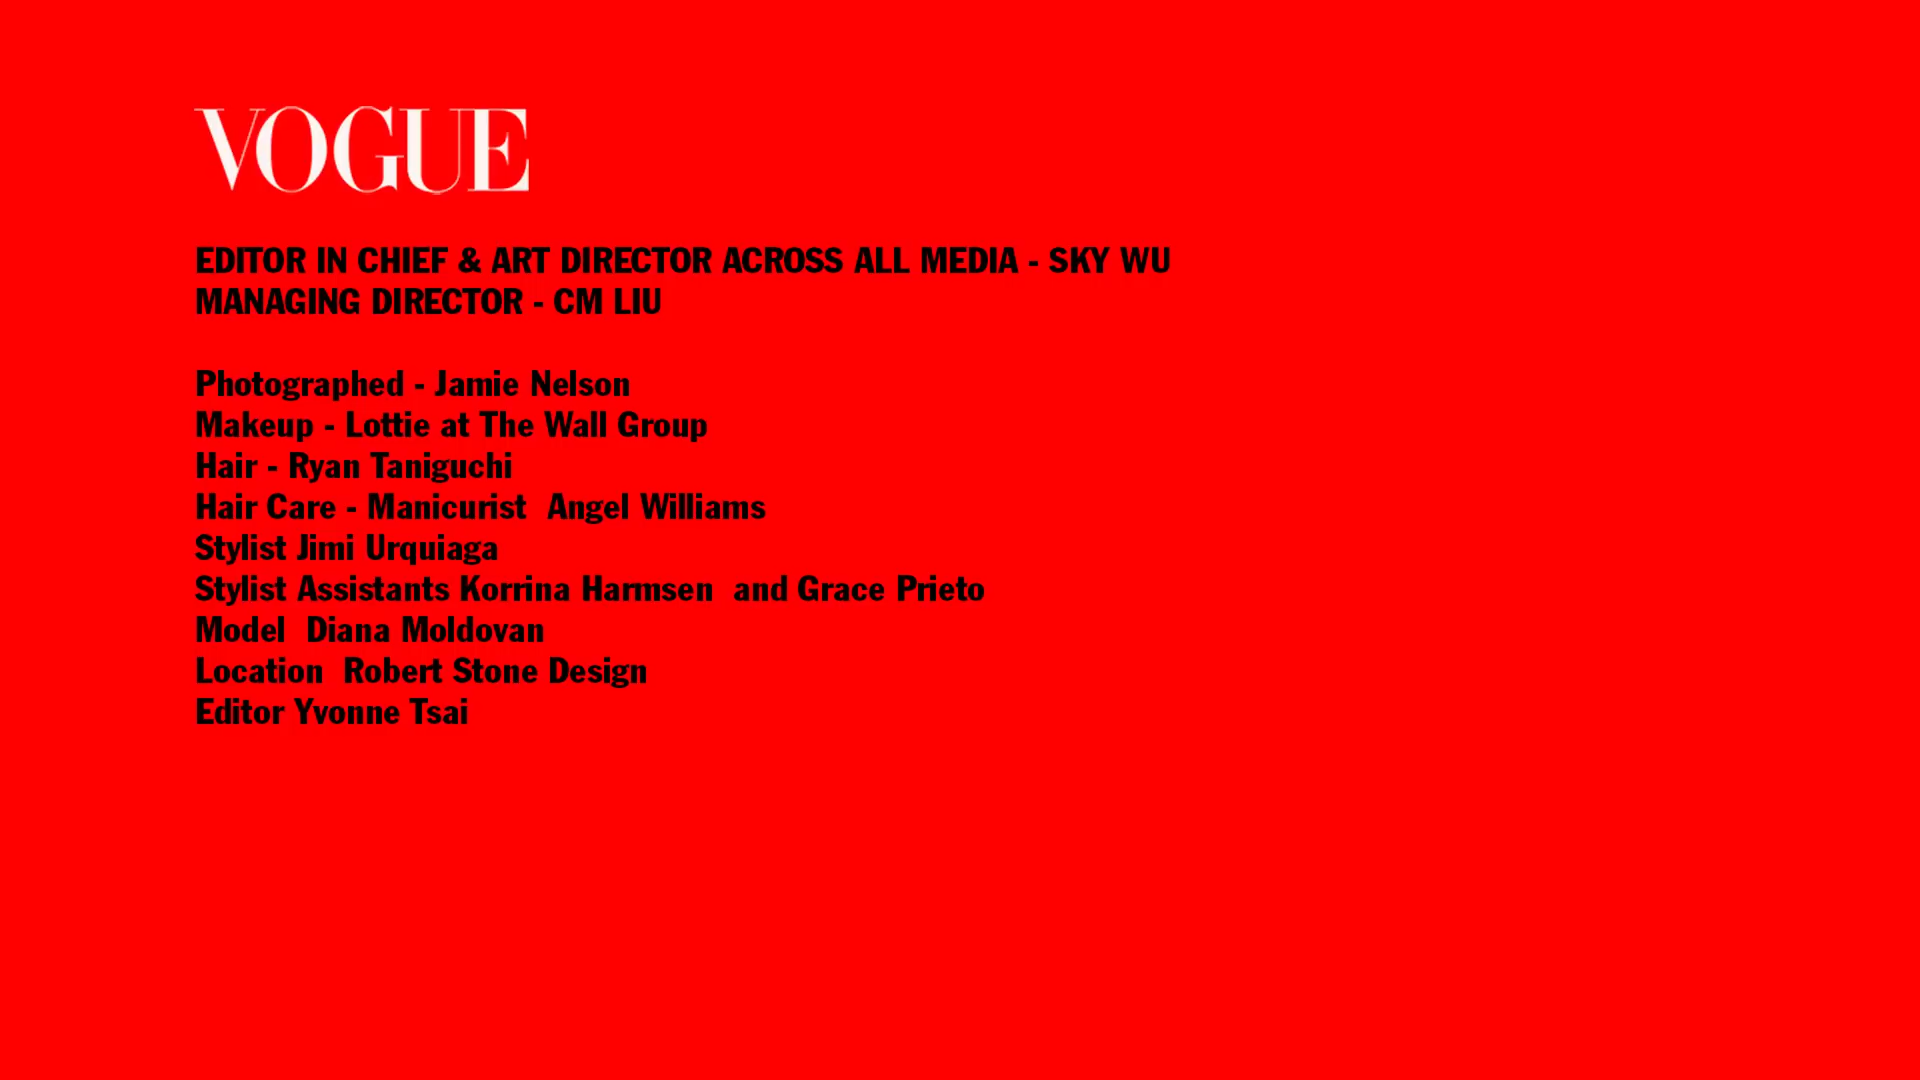 VOGUE
EDITOR IN CHIEF & ART DIRECTOR ACROSS ALL MEDIA - SKY WU
MANAGING DIRECTOR - CM LIU
Photographed - Jamie Nelson
Makeup - Lottie at The Wall Group
Hair - Ryan Taniguchi
Hair Care - Manicurist  Angel Williams
Stylist Jimi Urquiaga
Stylist Assistants Korrina Harmsen  and Grace Prieto
Model  Diana Moldovan
Location  Robert Stone Design
Editor Yvonne Tsai